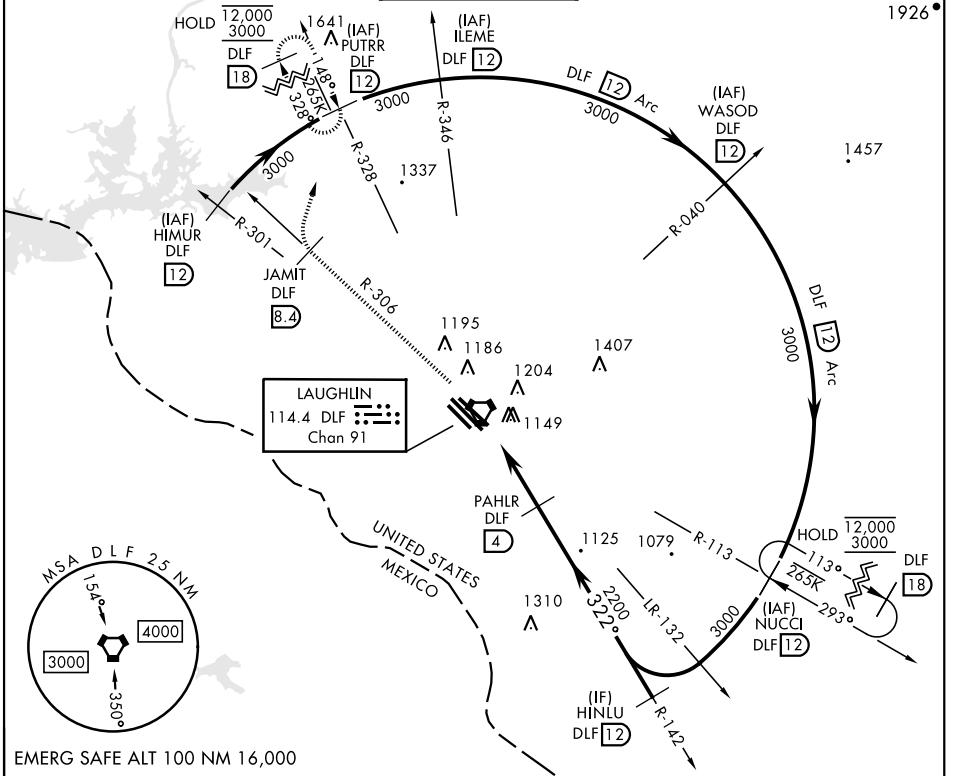 HOLD 12,000
3000
DLF
18
1641
(IAF)
PUTRR
DLF
12
(IAF)
ILEME
DLF 12
1926
148°
265K
328°
3000
3000
DLF 12 Arc
3000
(IAF)
WASOD
DLF
12
1457
R-346
R-328
1337
R-040
(IAF)
HIMUR
DLF
12
R-301
JAMIT
DLF
8.4
R-306
DLF 12 Arc
3000
1195
1186
1204
1407
1149
LAUGHLIN
114.4 DLF
Chan 91
PAHLR
DLF
4
1125
1079
R-113
HOLD 12,000
3000
DLF
18
113°
265K
293°
UNITED STATES
MEXICO
1310
2200
322°
LR-132
3000
(IAF)
NUCCI
DLF 12
(IF)
HINLU
DLF 12
R-142
MSA DLF 25 NM
154°
4000
3000
350°
EMERG SAFE ALT 100 NM 16,000